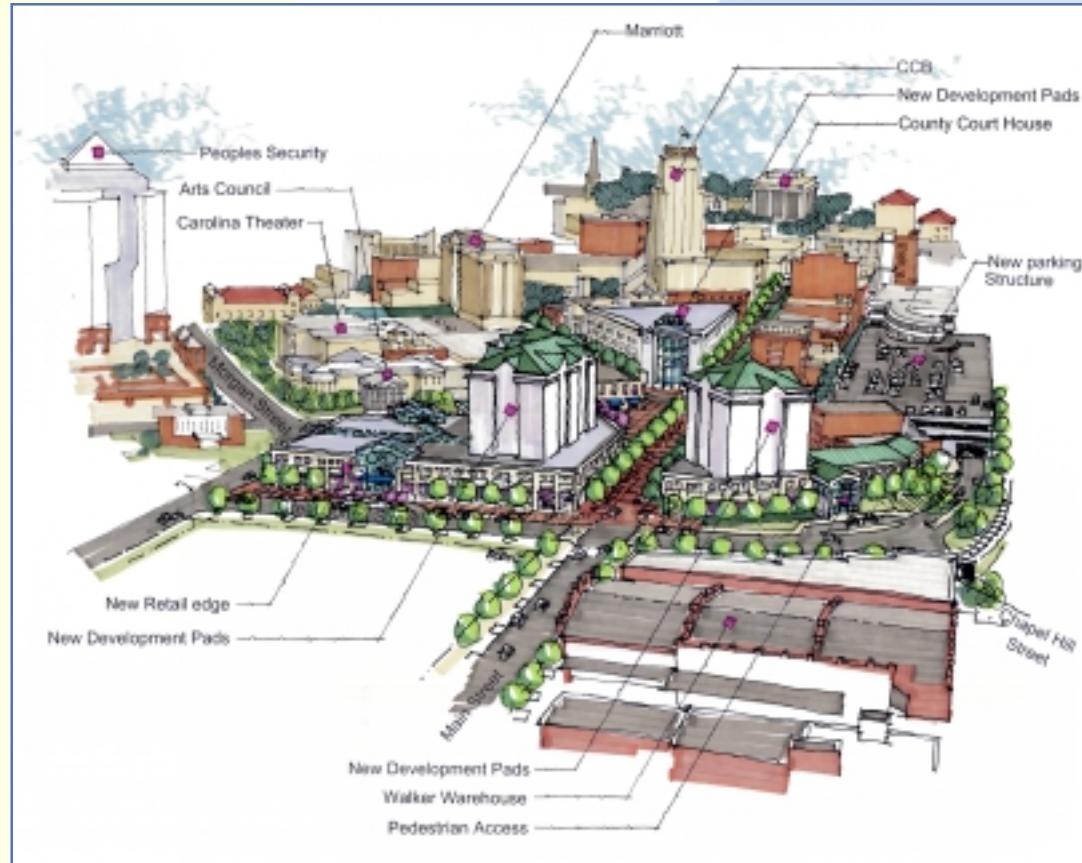 Marriott
CCB
New Development Pads
County Court House
Peoples Security
Arts Council
Carolina Theater
New parking
Structure
Morgan Street
New Retail edge
New Development Pads
Main Street
Chapel Hill
Street
New Development Pads
Walker Warehouse
Pedestrian Access